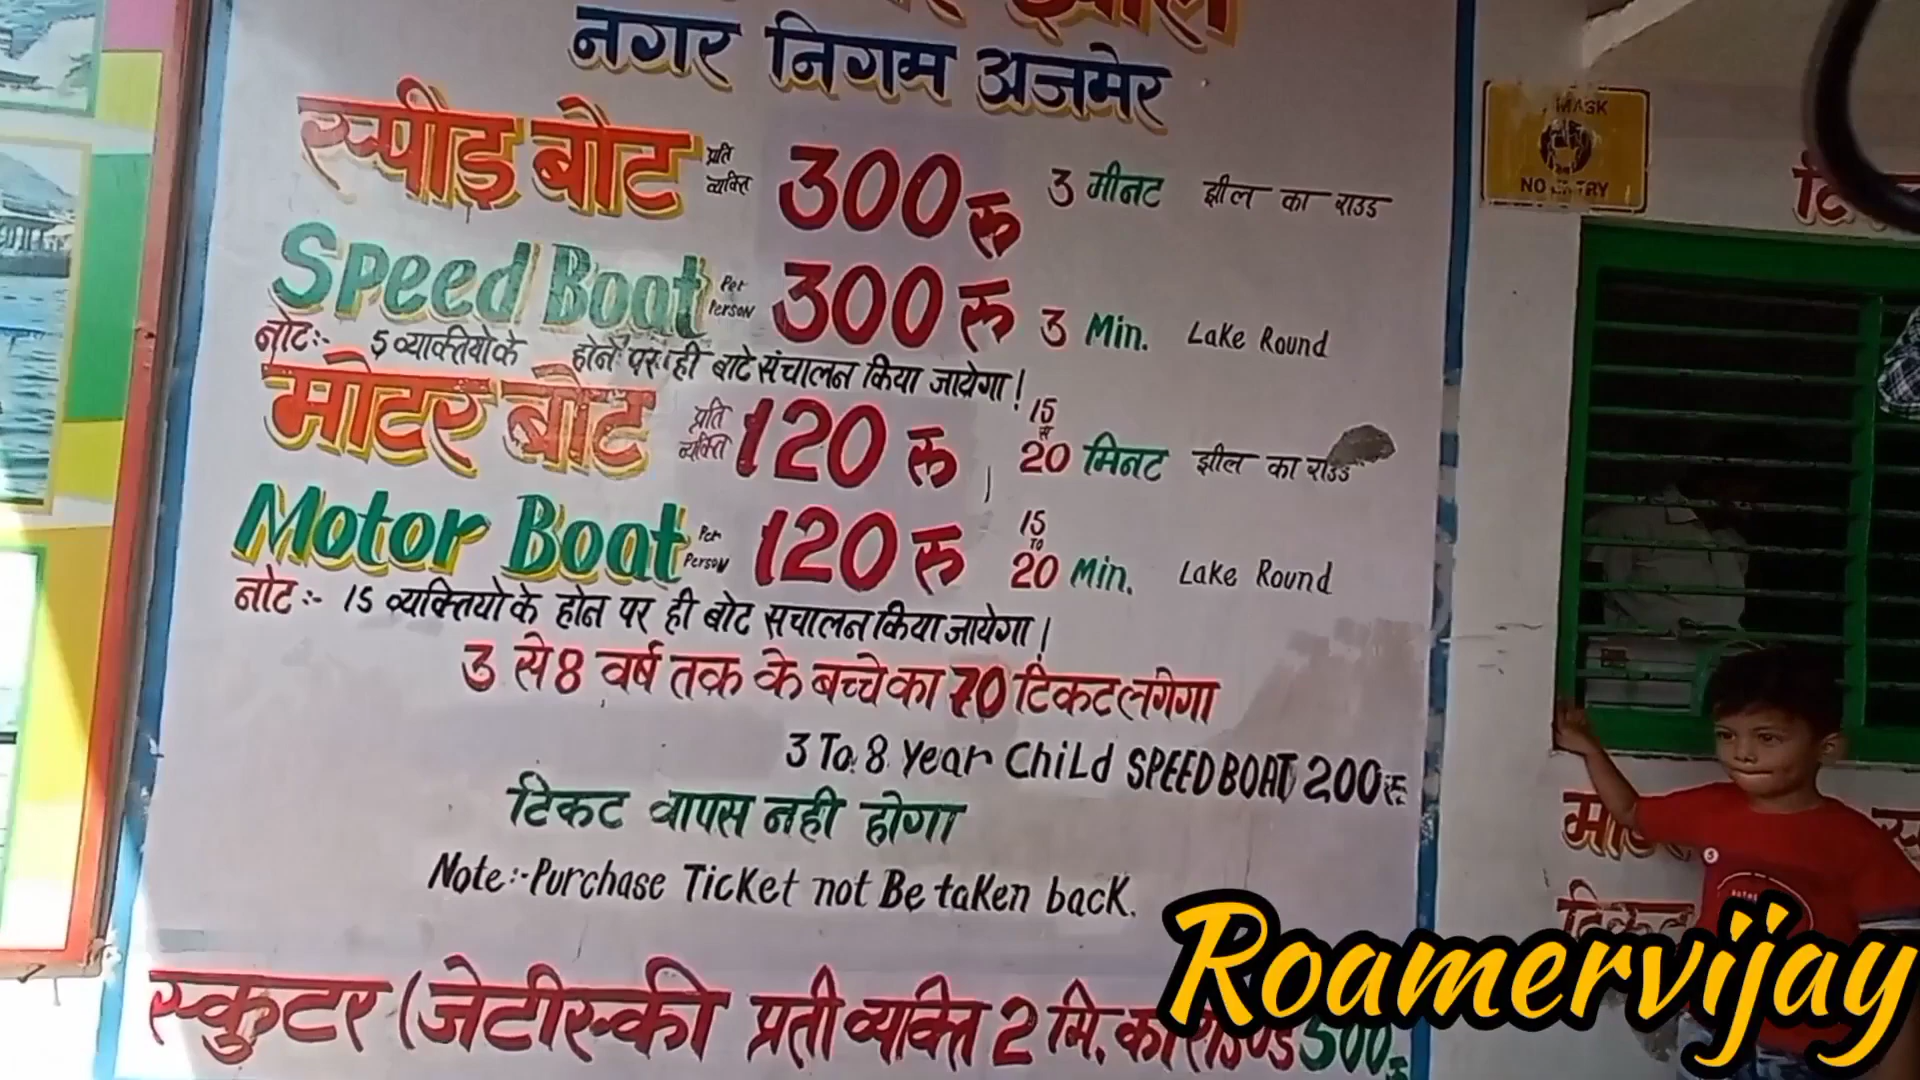 झील
नगर निगम अजमेर
स्पीड बोट प्रति व्यक्ति 300 रु 3 मीनट झील का राउड
Speed Boat Per Person 300 रु 3 Min. Lake Round
नोट:- 5 व्यक्तियो के होने पर ही बोट संचालन किया जायेगा !
मोटर बोट प्रति व्यक्ति 120 रु 15 से 20 मिनट झील का राउड
Motor Boat Per Person 120 रु 15 To 20 Min. Lake Round
नोट:- 15 व्यक्तियो के होन पर ही बोट सचालन किया जायेगा |
3 से 8 वर्ष तक के बच्चे का 70 टिकट लगेगा
3 To 8 Year Child SPEED BOAT 200 रु
टिकट वापस नही होगा
Note:- Purchase Ticket not Be taken back.
स्कुटर (जेटीस्की प्रती व्यक्ति 2 मि. का राउण्ड 500 रु
MASK
NO ENTRY
Roamervijay